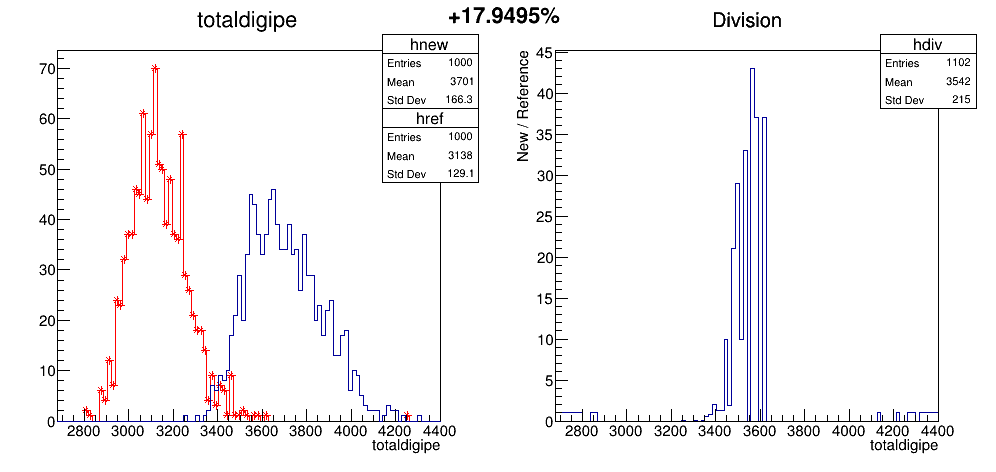 +17.9495%
totaldigipe
hnew
Entries 1000
Mean 3701
Std Dev 166.3
href
Entries 1000
Mean 3138
Std Dev 129.1
70
60
50
40
30
20
10
0
2800 3000 3200 3400 3600 3800 4000 4200 4400
totaldigipe
Division
hdiv
Entries 1102
Mean 3542
Std Dev 215
New / Reference
45
40
35
30
25
20
15
10
5
0
2800 3000 3200 3400 3600 3800 4000 4200 4400
totaldigipe